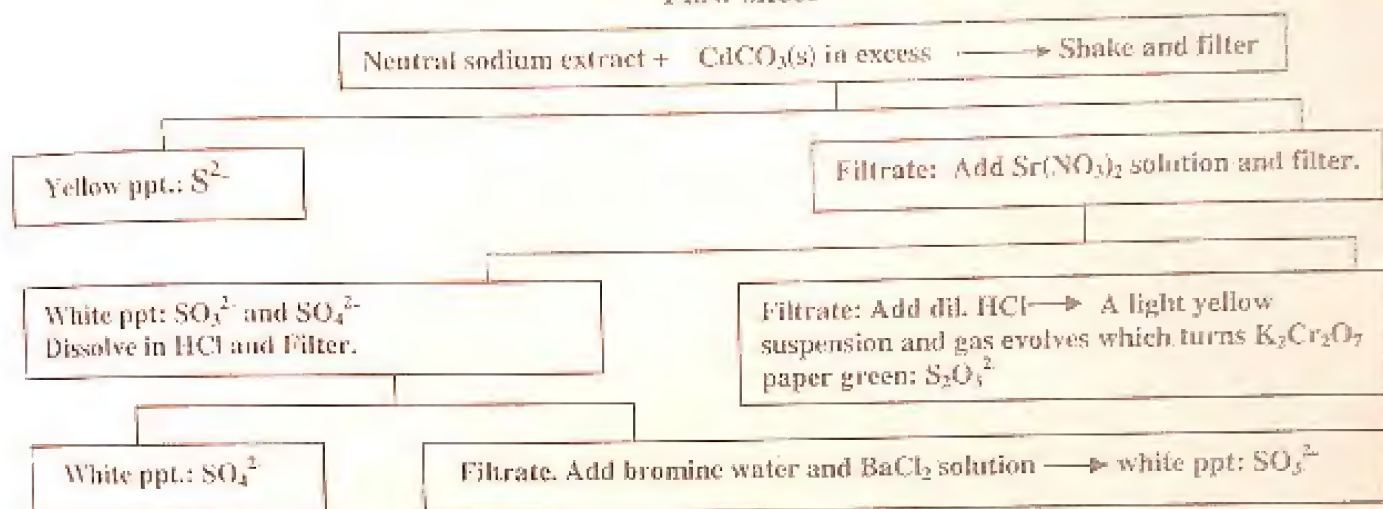 Neutral sodium extract + CdCO₃(s) in excess ⟶ Shake and filter
Yellow ppt.: S²⁻
Filtrate: Add Sr(NO₃)₂ solution and filter.
White ppt: SO₃²⁻ and SO₄²⁻
Dissolve in HCl and Filter.
Filtrate: Add dil. HCl⟶ A light yellow
suspension and gas evolves which turns K₂Cr₂O₇
paper green: S₂O₃²⁻
White ppt.: SO₄²⁻
Filtrate. Add bromine water and BaCl₂ solution ⟶ white ppt: SO₃²⁻